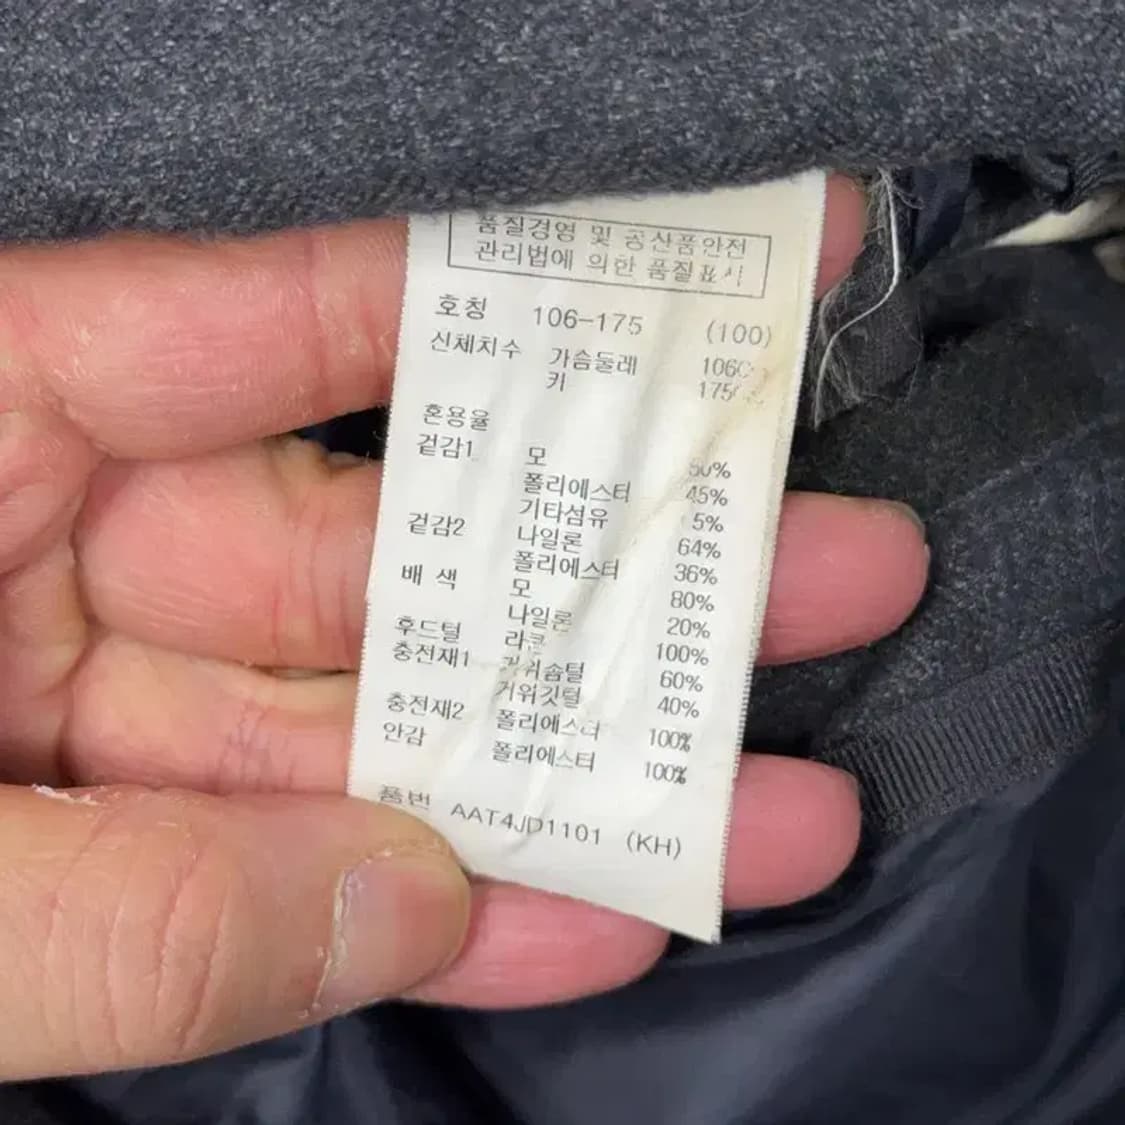 품질경영 및 공산품안전
관리법에 의한 품질표시
호칭 106-175 (100)
신체치수 가슴둘레 106
키 175
혼용율
겉감1 모 50%
폴리에스터 45%
기타섬유 5%
겉감2 나일론 64%
폴리에스터 36%
배 색 모 80%
나일론 20%
후드털 라쿤 100%
충전재1 거위솜털 60%
거위깃털 40%
충전재2 폴리에스터 100%
안감 폴리에스터 100%
품번 AAT4JD1101 (KH)